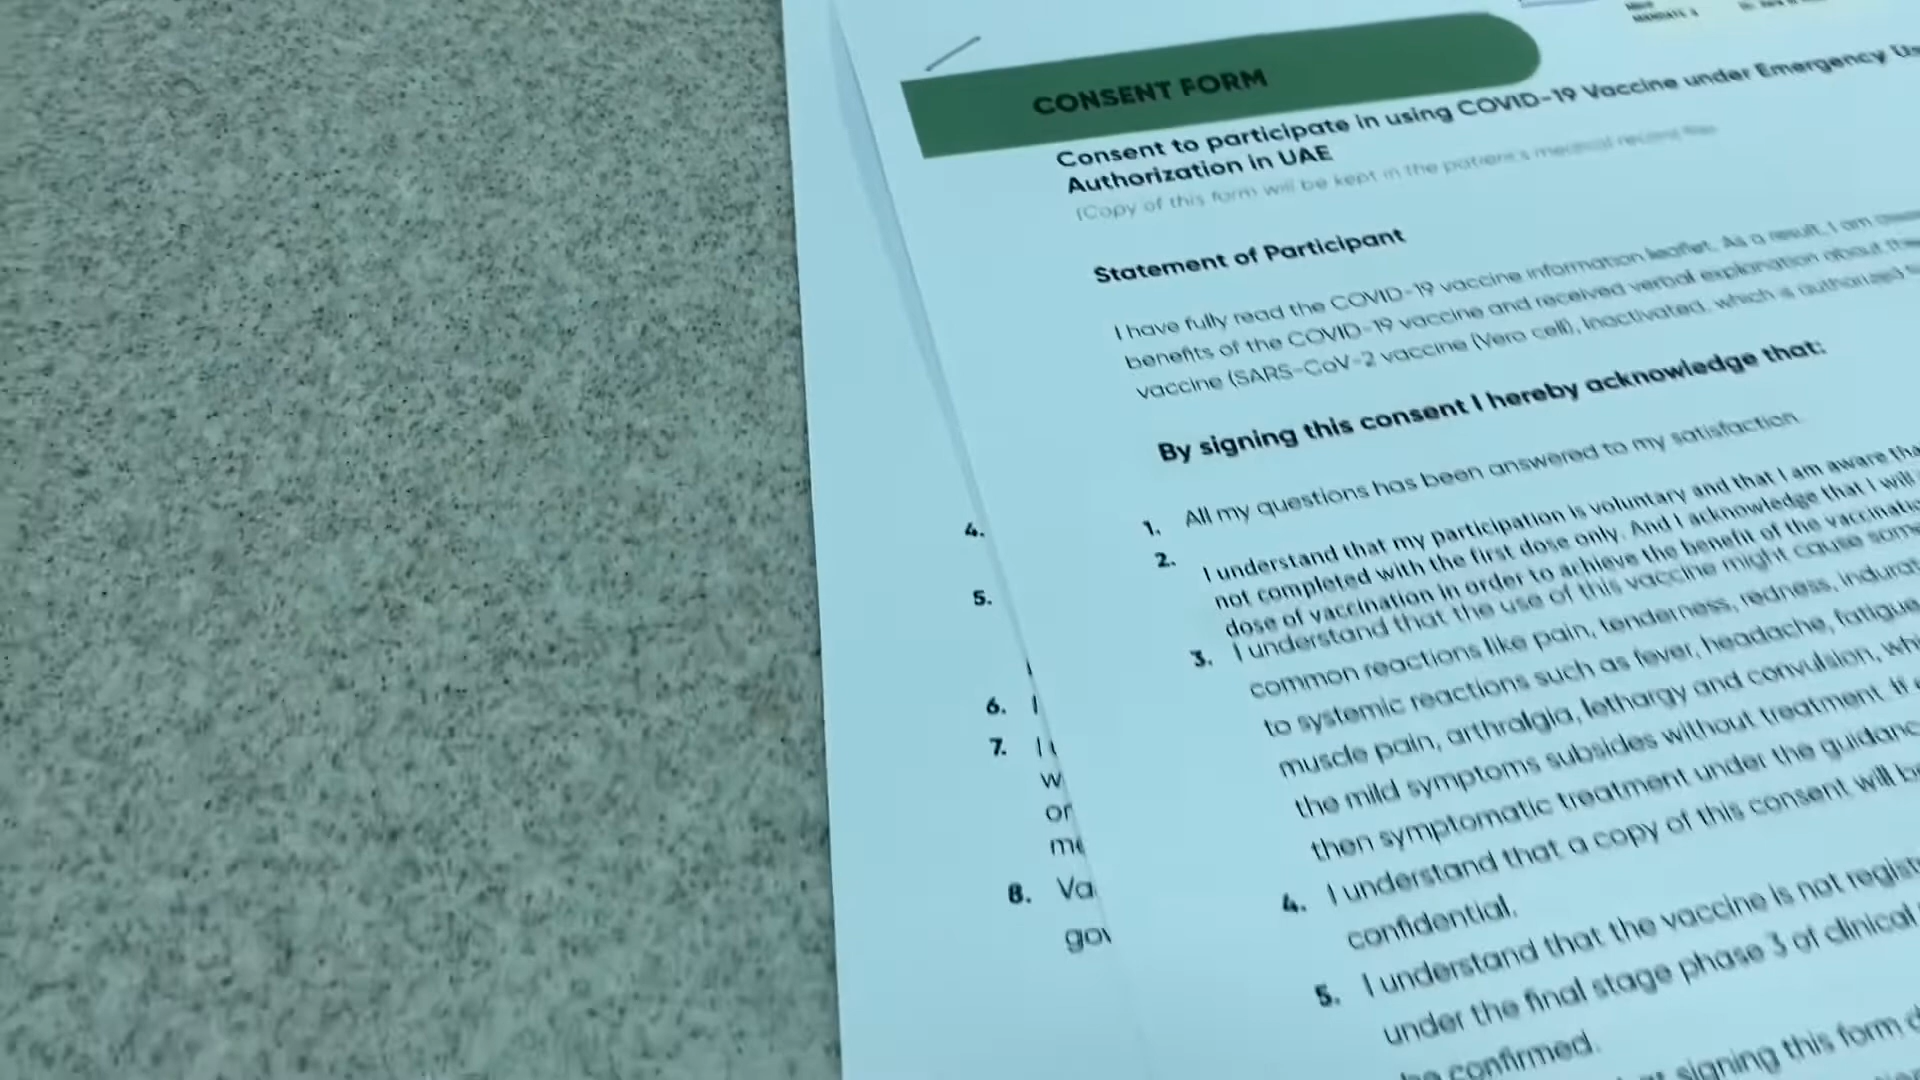 CONSENT FORM
Consent to participate in using COVID-19 Vaccine under Emergency
Authorization in UAE
(Copy of this form will be kept in the patient's medical record
Statement of Participant
I have fully read the COVID-19 vaccine information leaflet. As a result, I am
benefits of the COVID-19 vaccine and received verbal explanation about
vaccine (SARS-CoV-2 vaccine (Vero cell), Inactivated, which is authorized
By signing this consent I hereby acknowledge that:
1. All my questions has been answered to my satisfaction.
2. I understand that my participation is voluntary and that I am aware
not completed with the first dose only. And I acknowledge that I will
dose of vaccination in order to achieve the benefit of the
3. I understand that the use of this vaccine might cause
common reactions like pain, tenderness, redness,
to systemic reactions such as fever, headache, fatigue
muscle pain, arthralgia, lethargy and convulsion,
the mild symptoms subsides without treatment. If
then symptomatic treatment under the
4. I understand that a copy of this consent will
confidential.
5. I understand that the vaccine is not
under the final stage phase 3 of clinical
be confirmed.
signing this form
4.
5.
6. I
7. I
w
or
8. Va